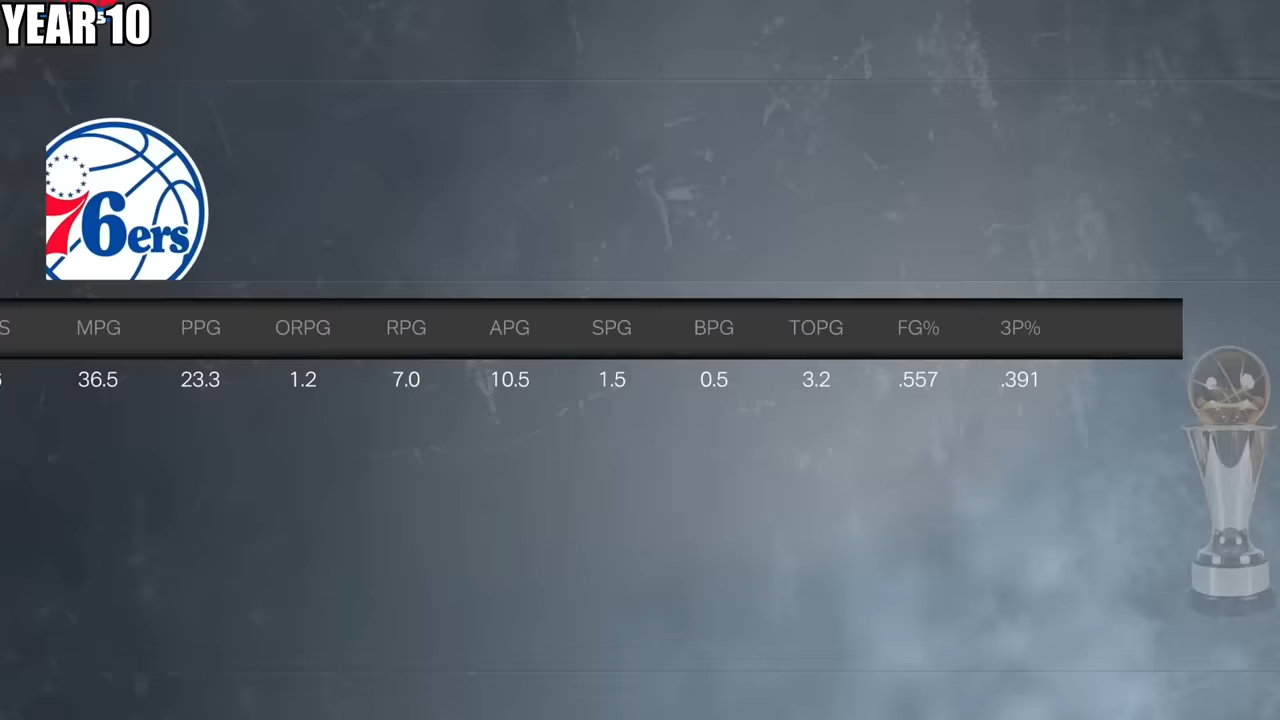 YEAR 10
76ers
S MPG PPG ORPG RPG APG SPG BPG TOPG FG% 3P%
36.5 23.3 1.2 7.0 10.5 1.5 0.5 3.2 .557 .391